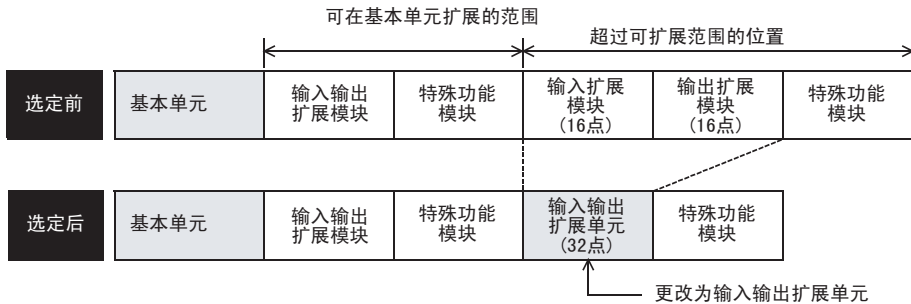 可在基本单元扩展的范围
超过可扩展范围的位置
选定前
基本单元
输入输出
扩展模块
特殊功能
模块
输入扩展
模块
(16点)
输出扩展
模块
(16点)
特殊功能
模块
选定后
基本单元
输入输出
扩展模块
特殊功能
模块
输入输出
扩展单元
(32点)
特殊功能
模块
更改为输入输出扩展单元